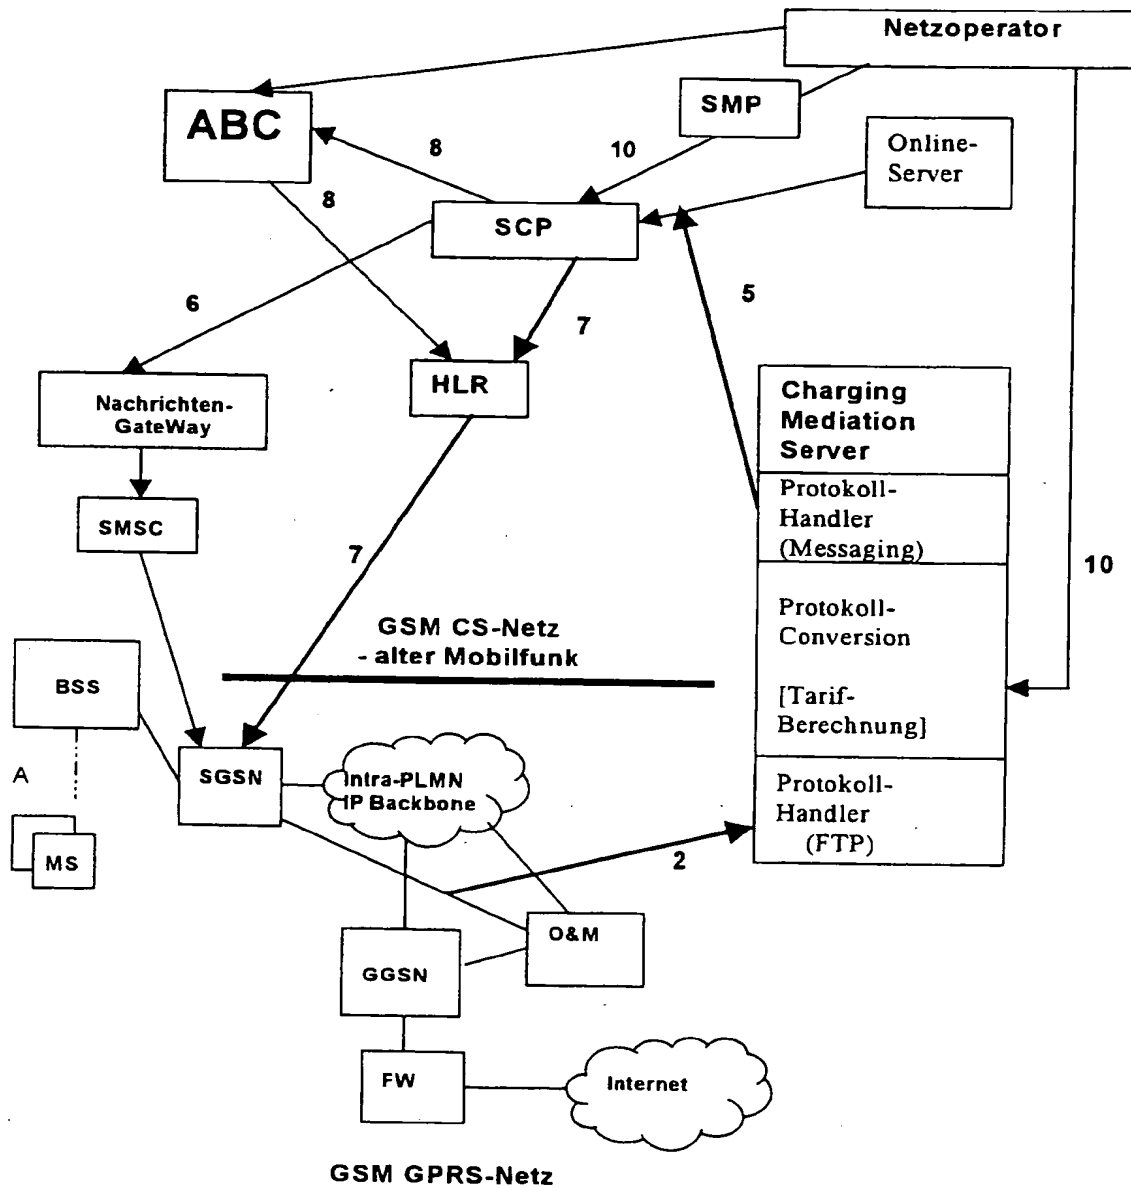 Netzoperator
ABC
SMP
Online-
Server
8
10
8
SCP
6
5
7
HLR
Nachrichten-
GateWay
Charging
Mediation
Server
SMSC
Protokoll-
Handler
(Messaging)
7
10
GSM CS-Netz
- alter Mobilfunk
Protokoll-
Conversion
[Tarif-
Berechnung]
BSS
A
SGSN
Intra-PLMN
IP Backbone
Protokoll-
Handler
(FTP)
MS
2
O&M
GGSN
FW
Internet
GSM GPRS-Netz